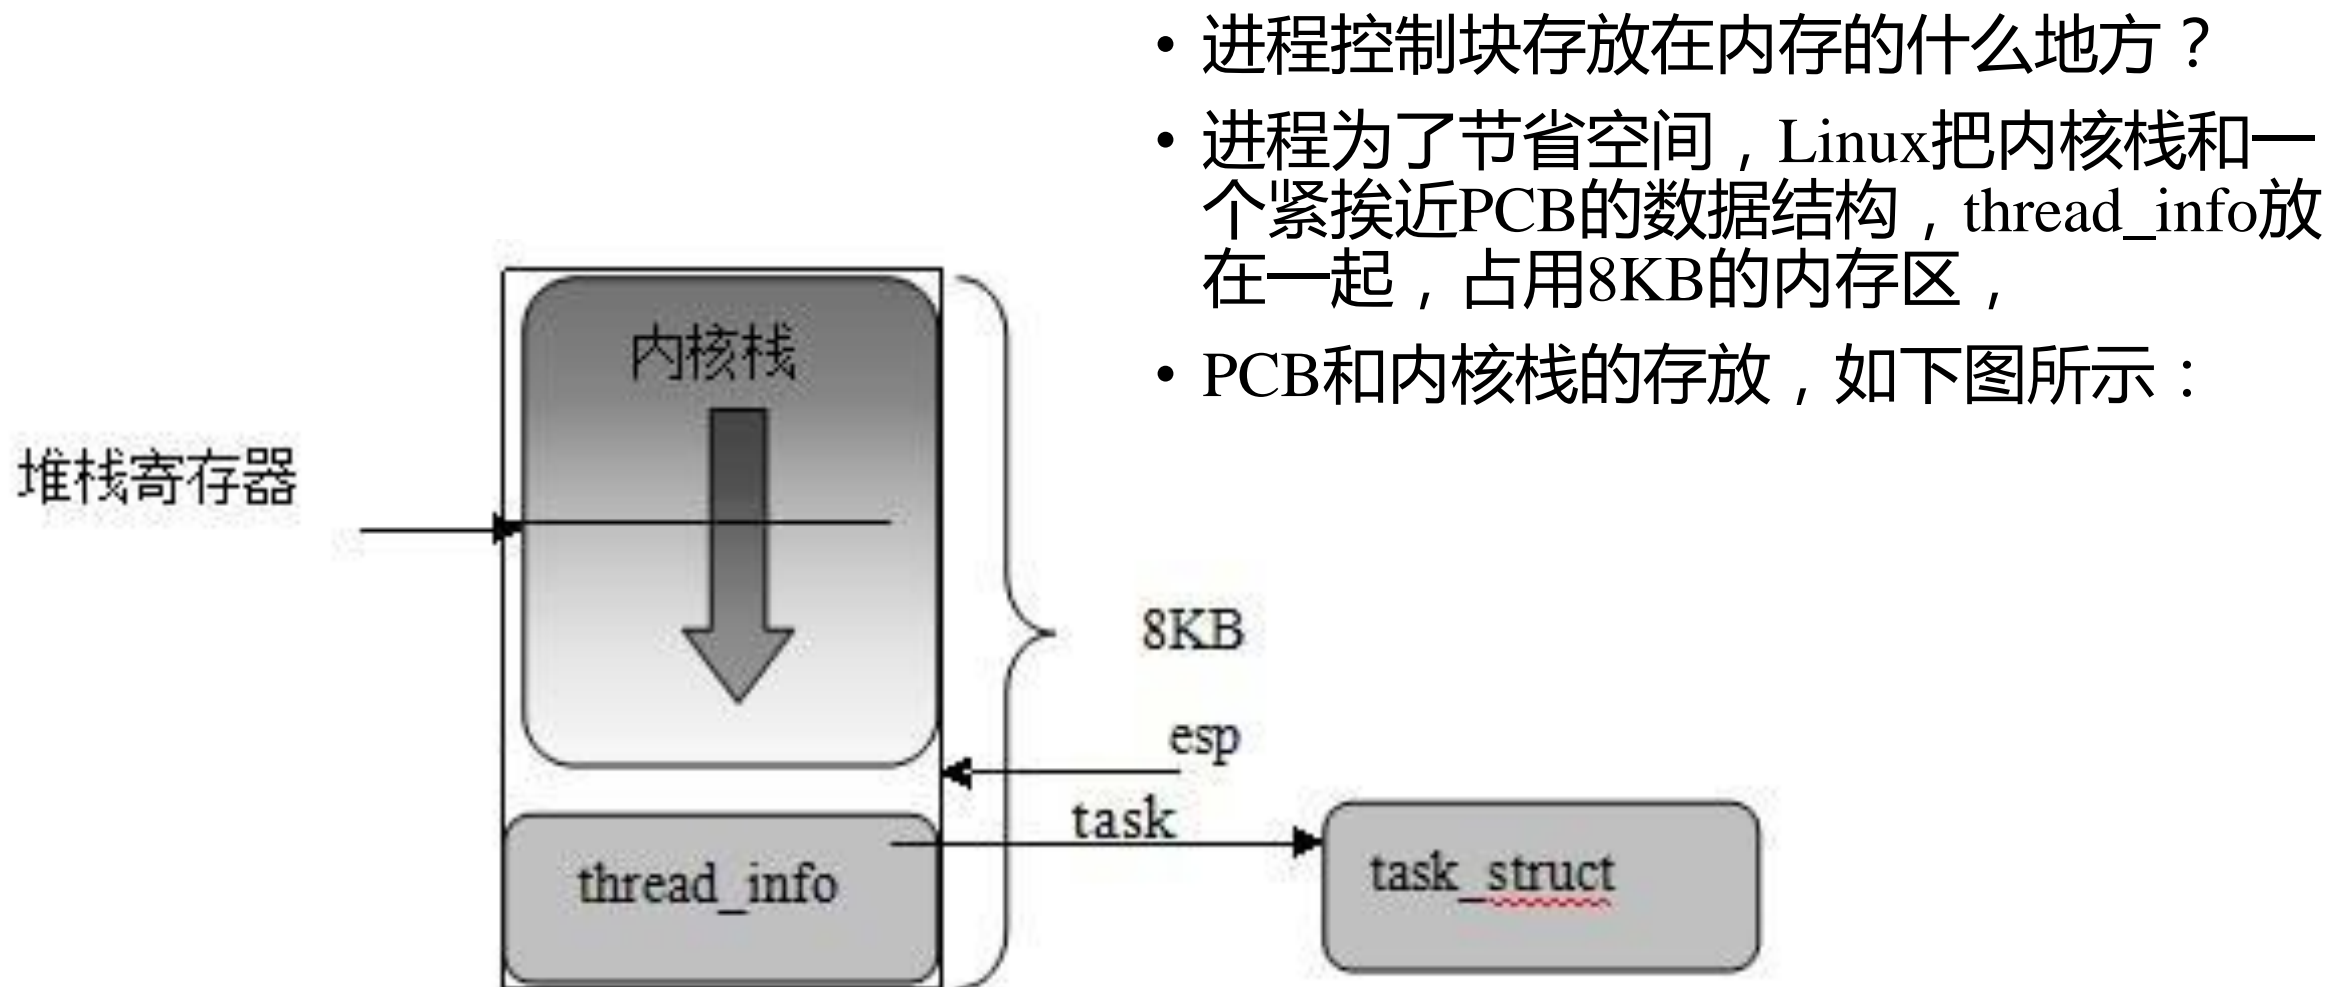 • 进程控制块存放在内存的什么地方？
• 进程为了节省空间，Linux把内核栈和一
个紧挨近PCB的数据结构，thread_info放
在一起，占用8KB的内存区，
• PCB和内核栈的存放，如下图所示：
内核栈
堆栈寄存器
8KB
esp
task
task_struct
thread_info